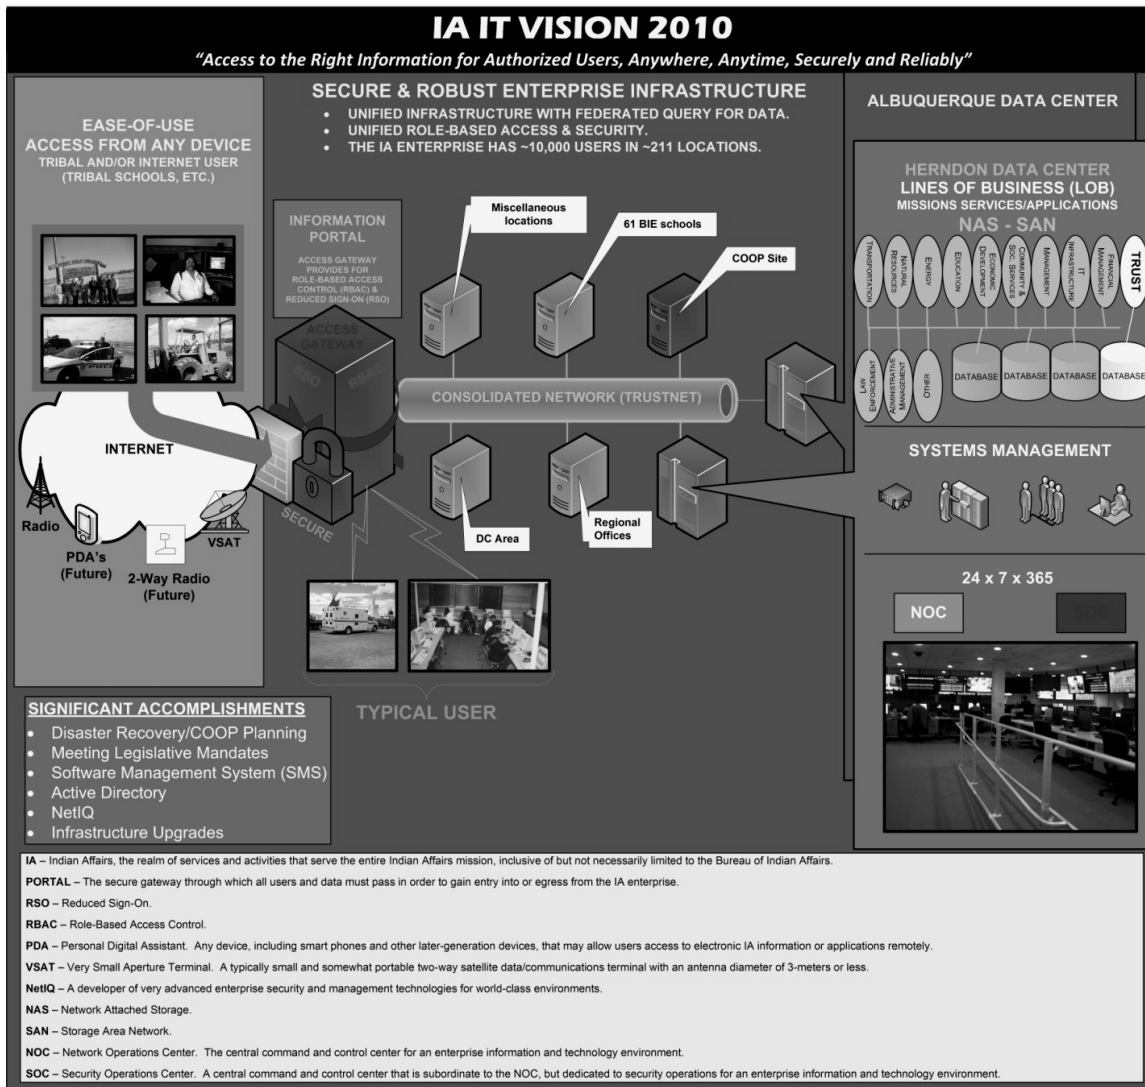 IA IT VISION 2010
“Access to the Right Information for Authorized Users, Anywhere, Anytime, Securely and Reliably”
EASE-OF-USE
ACCESS FROM ANY DEVICE
TRIBAL AND/OR INTERNET USER
(TRIBAL SCHOOLS, ETC.)
INTERNET
Radio
PDA's
(Future)
2-Way Radio
(Future)
VSAT
SECURE & ROBUST ENTERPRISE INFRASTRUCTURE
• UNIFIED INFRASTRUCTURE WITH FEDERATED QUERY FOR DATA.
• UNIFIED ROLE-BASED ACCESS & SECURITY.
• THE IA ENTERPRISE HAS ~10,000 USERS IN ~211 LOCATIONS.
INFORMATION
PORTAL
ACCESS GATEWAY
PROVIDES FOR
ROLE-BASED ACCESS
CONTROL (RBAC) &
REDUCED SIGN-ON (RSO)
ACCESS
GATEWAY
RSO
RBAC
SECURE
Miscellaneous
locations
61 BIE schools
COOP Site
CONSOLIDATED NETWORK (TRUSTNET)
DC Area
Regional
Offices
TYPICAL USER
ALBUQUERQUE DATA CENTER
HERNDON DATA CENTER
LINES OF BUSINESS (LOB)
MISSIONS SERVICES/APPLICATIONS
NAS - SAN
TRANSPORTATION
NATURAL
RESOURCES
ENERGY
EDUCATION
ECONOMIC
DEVELOPMENT
COMMUNITY &
SOC. SERVICES
MANAGEMENT
IT
INFRASTRUCTURE
FINANCIAL
MANAGEMENT
TRUST
LAW
ENFORCEMENT
ADMINISTRATIVE
MANAGEMENT
OTHER
DATABASE
DATABASE
DATABASE
DATABASE
SYSTEMS MANAGEMENT
24 x 7 x 365
NOC
SOC
SIGNIFICANT ACCOMPLISHMENTS
• Disaster Recovery/COOP Planning
• Meeting Legislative Mandates
• Software Management System (SMS)
• Active Directory
• NetIQ
• Infrastructure Upgrades
IA – Indian Affairs, the realm of services and activities that serve the entire Indian Affairs mission, inclusive of but not necessarily limited to the Bureau of Indian Affairs.
PORTAL – The secure gateway through which all users and data must pass in order to gain entry into or egress from the IA enterprise.
RSO – Reduced Sign-On.
RBAC – Role-Based Access Control.
PDA – Personal Digital Assistant. Any device, including smart phones and other later-generation devices, that may allow users access to electronic IA information or applications remotely.
VSAT – Very Small Aperture Terminal. A typically small and somewhat portable two-way satellite data/communications terminal with an antenna diameter of 3-meters or less.
NetIQ – A developer of very advanced enterprise security and management technologies for world-class environments.
NAS – Network Attached Storage.
SAN – Storage Area Network.
NOC – Network Operations Center. The central command and control center for an enterprise information and technology environment.
SOC – Security Operations Center. A central command and control center that is subordinate to the NOC, but dedicated to security operations for an enterprise information and technology environment.